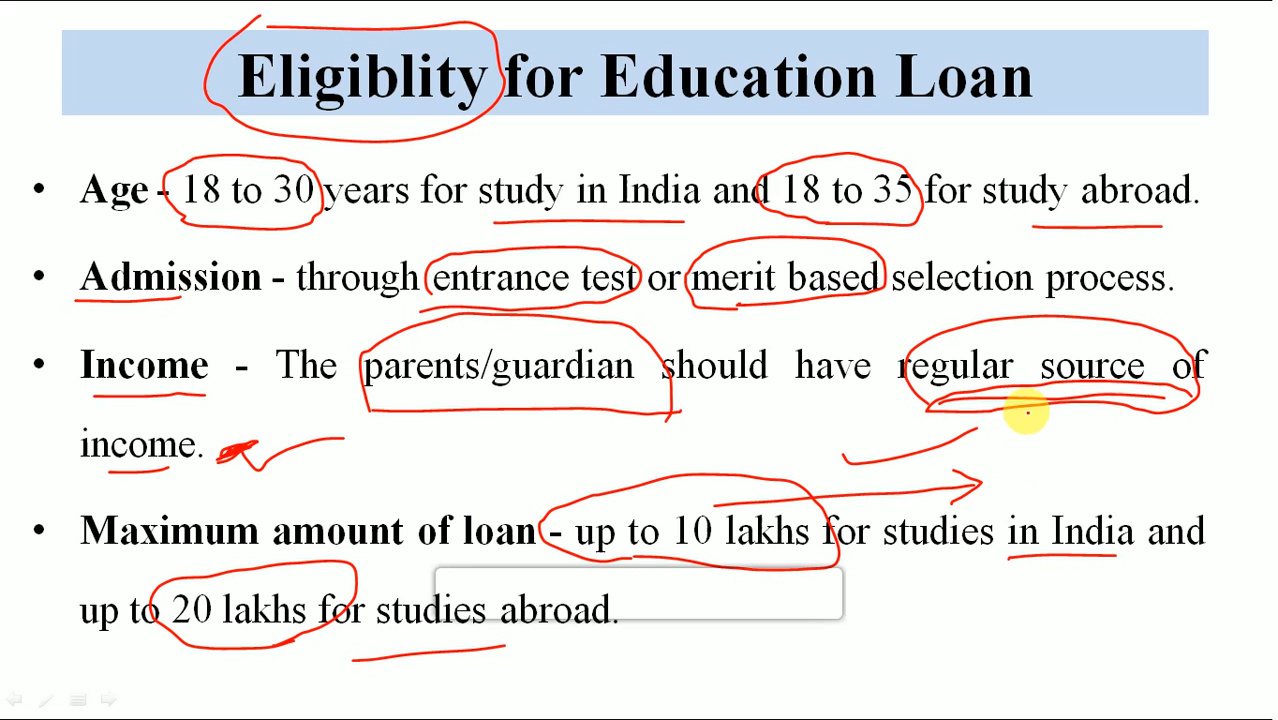 Eligiblity for Education Loan
• Age - 18 to 30 years for study in India and 18 to 35 for study abroad.
• Admission - through entrance test or merit based selection process.
• Income - The parents/guardian should have regular source of
income.
• Maximum amount of loan - up to 10 lakhs for studies in India and
up to 20 lakhs for studies abroad.